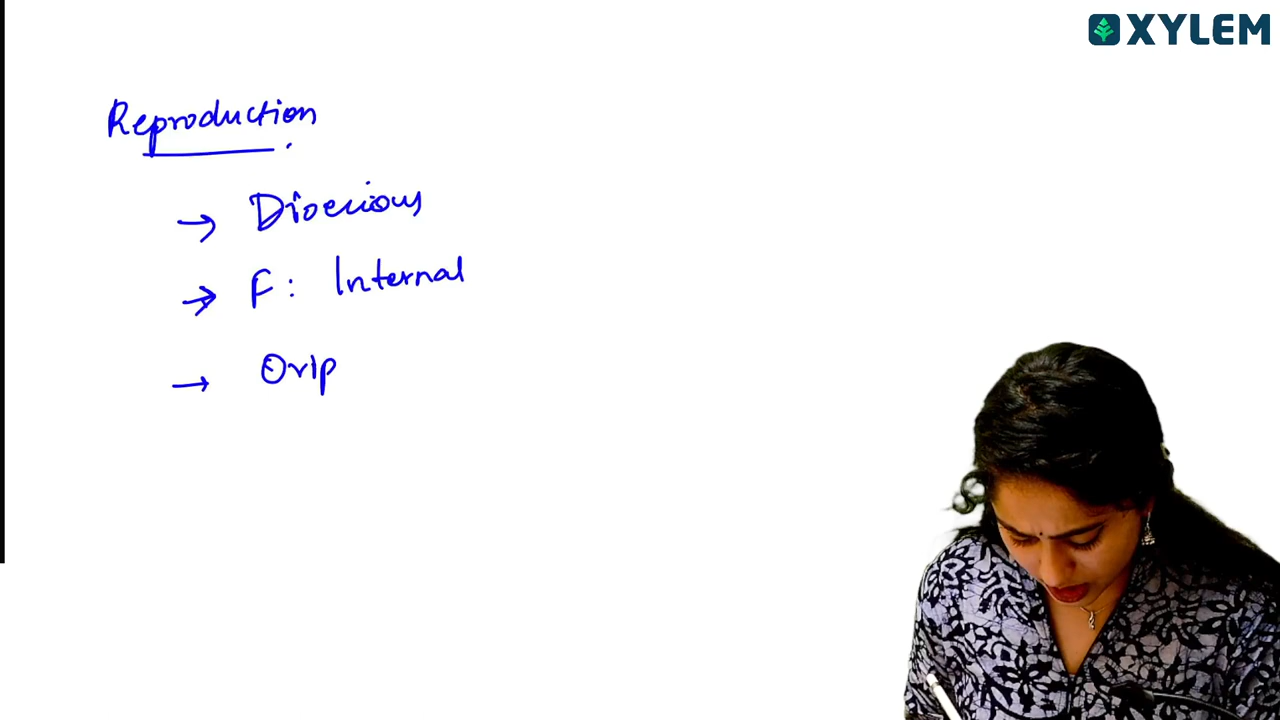 XYLEM
Reproduction
→ Dioecious
→ F: Internal
→ Ovip